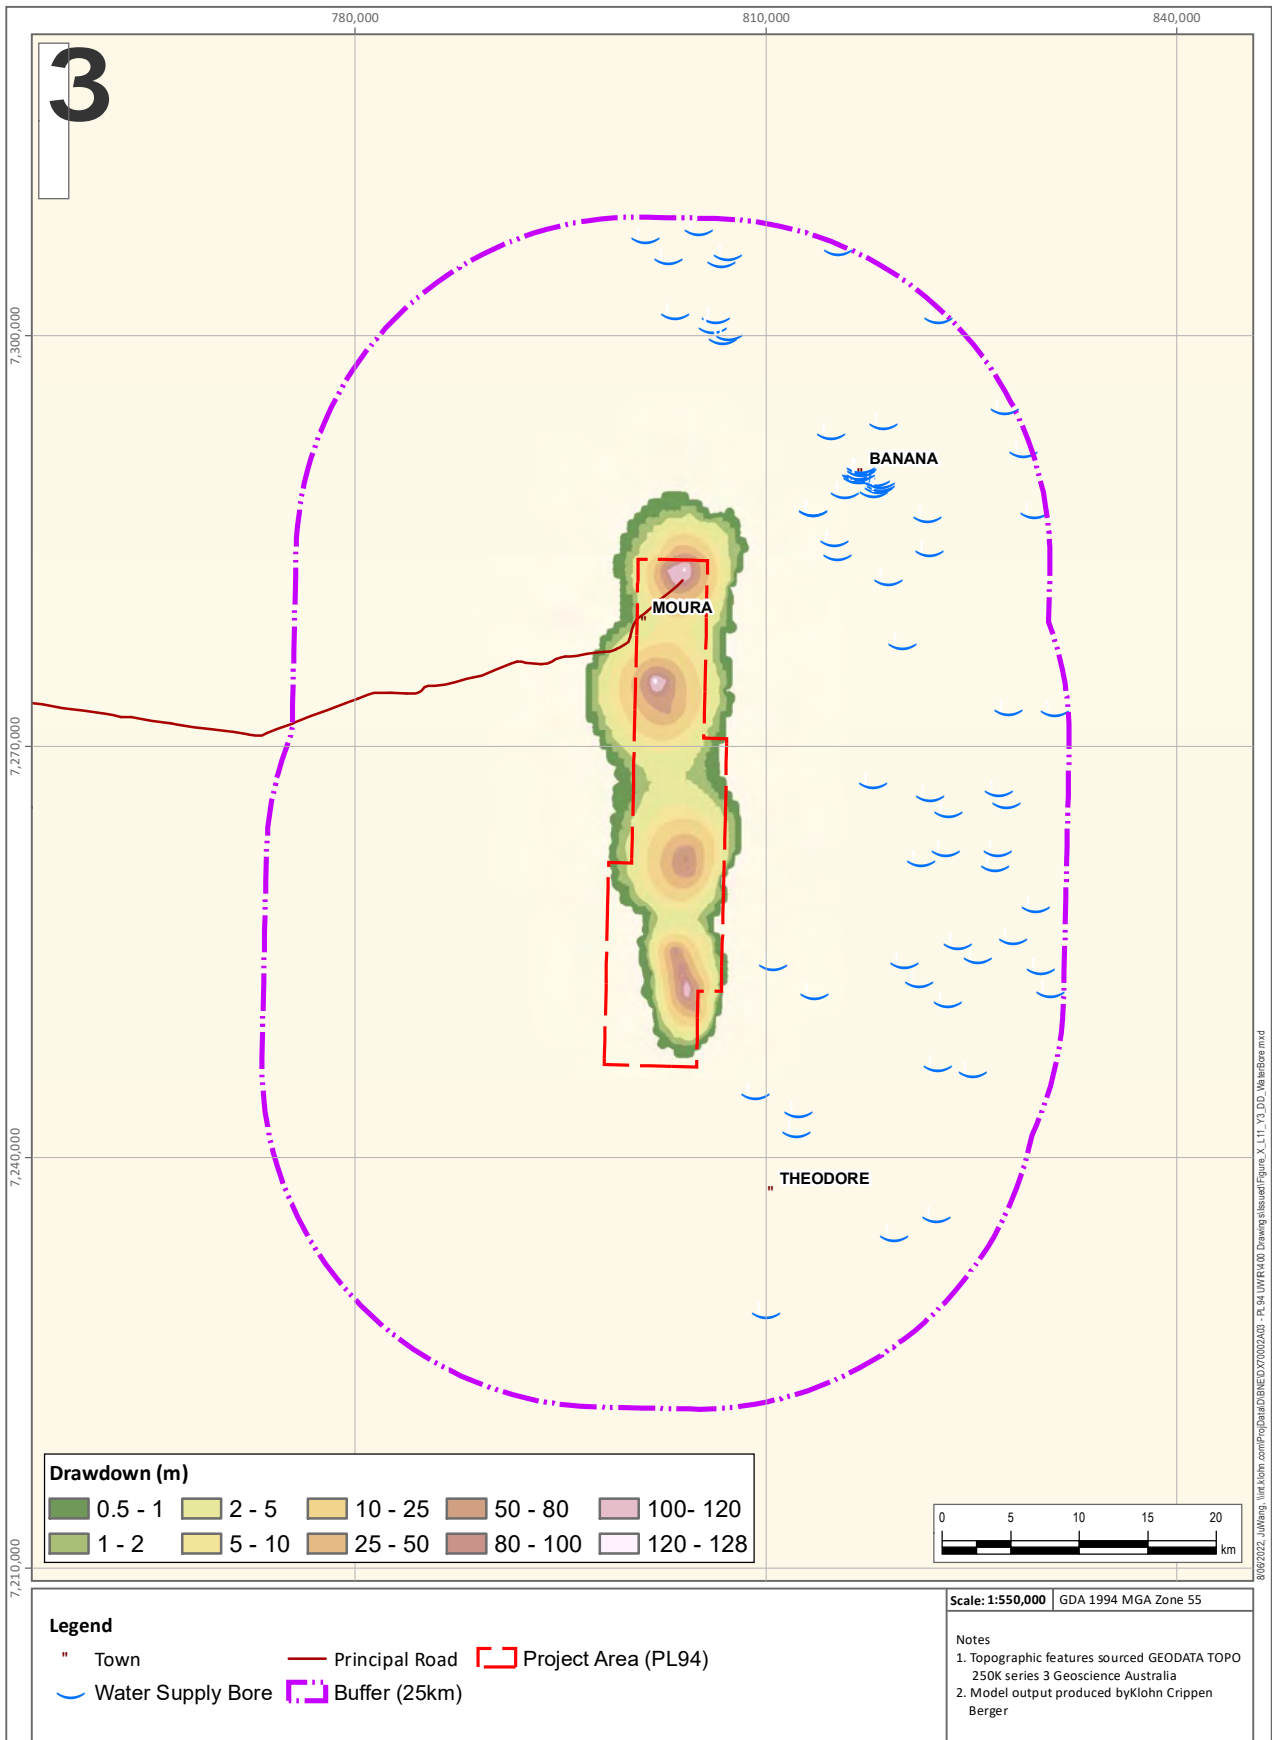 780,000
810,000
840,000
3
7,300,000
7,270,000
7,240,000
7,210,000
BANANA
MOURA
THEODORE
Drawdown (m)
0.5 - 1
2 - 5
10 - 25
50 - 80
100- 120
1 - 2
5 - 10
25 - 50
80 - 100
120 - 128
0 5 10 15 20
km
Legend
" Town
Principal Road
Project Area (PL94)
Water Supply Bore
Buffer (25km)
Scale: 1:550,000
GDA 1994 MGA Zone 55
Notes
1. Topographic features sourced GEODATA TOPO
250K series 3 Geoscience Australia
2. Model output produced byKlohn Crippen
Berger